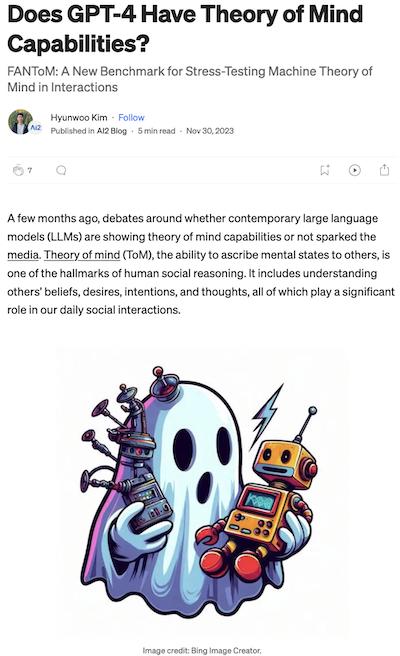 Does GPT-4 Have Theory of Mind
Capabilities?
FANToM: A New Benchmark for Stress-Testing Machine Theory of
Mind in Interactions
Hyunwoo Kim · Follow
Published in AI2 Blog · 5 min read · Nov 30, 2023
AI2
7
A few months ago, debates around whether contemporary large language
models (LLMs) are showing theory of mind capabilities or not sparked the
media. Theory of mind (ToM), the ability to ascribe mental states to others, is
one of the hallmarks of human social reasoning. It includes understanding
others' beliefs, desires, intentions, and thoughts, all of which play a significant
role in our daily social interactions.
Image credit: Bing Image Creator.